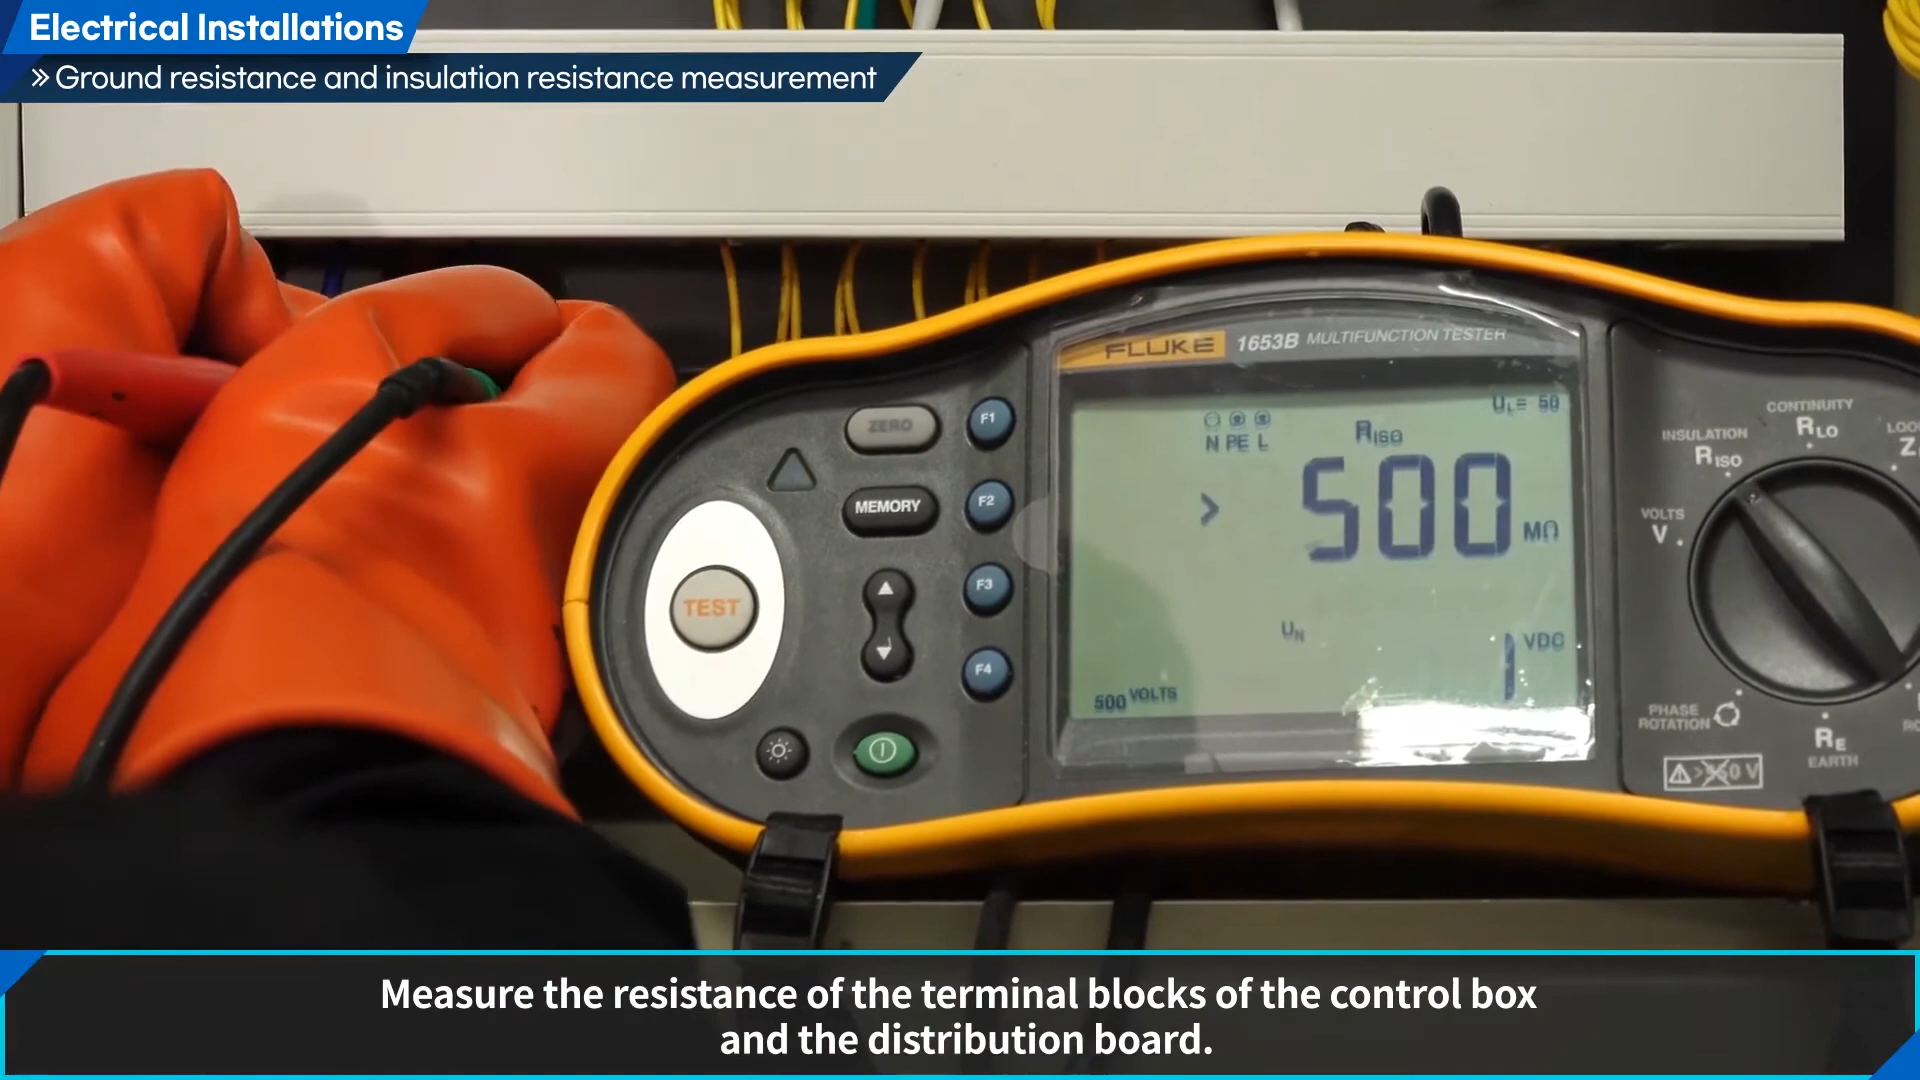 Electrical Installations
» Ground resistance and insulation resistance measurement
FLUKE 1653B MULTIFUNCTION TESTER
ZERO
F1
MEMORY
F2
F3
F4
TEST
N PE L
RISO
UL= 50
> 500 MΩ
UN
VDC
500 VOLTS
CONTINUITY
RLO
INSULATION
RISO
VOLTS
V
PHASE
ROTATION
RE
EARTH
Measure the resistance of the terminal blocks of the control box
and the distribution board.